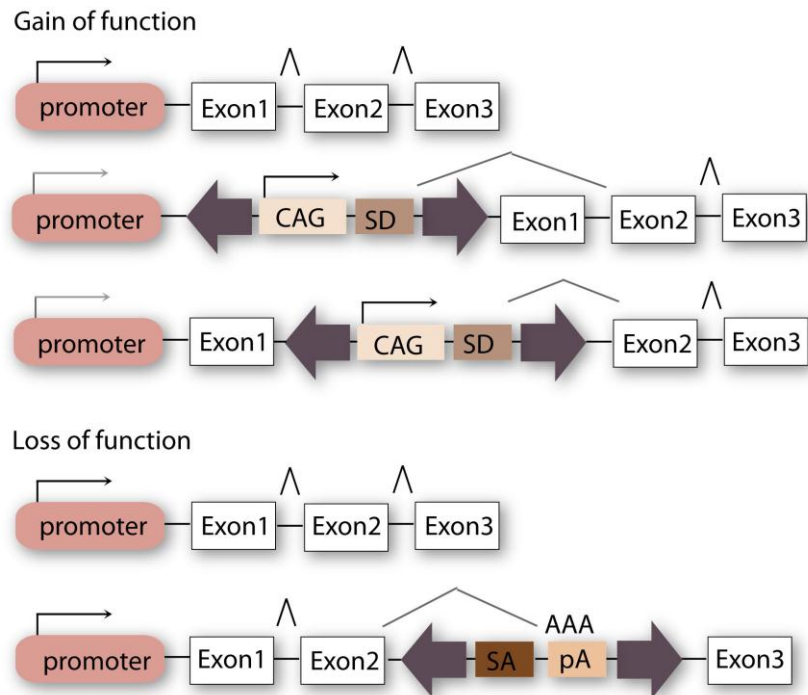 Gain of function
promoter Exon1 Exon2 Exon3
promoter CAG SD Exon1 Exon2 Exon3
promoter Exon1 CAG SD Exon2 Exon3
Loss of function
promoter Exon1 Exon2 Exon3
AAA
promoter Exon1 Exon2 SA pA Exon3